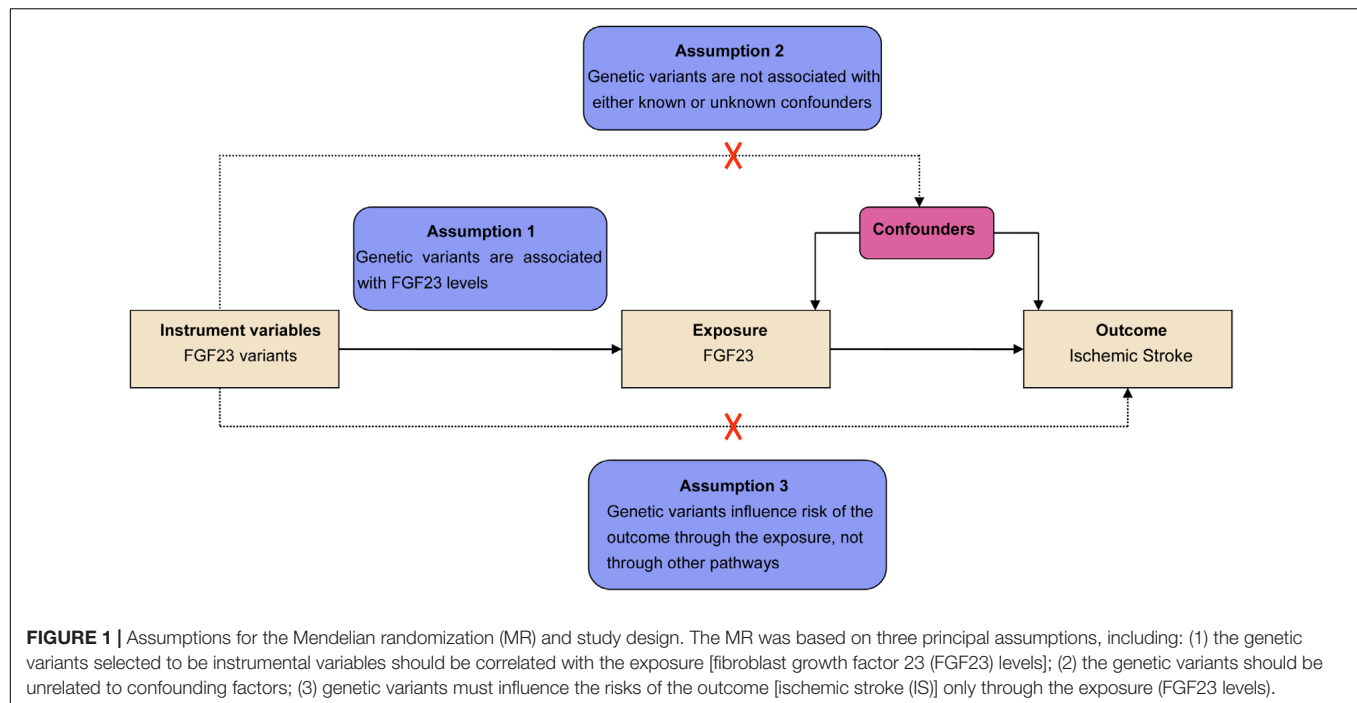 Assumption 2
Genetic variants are not associated with
either known or unknown confounders
Assumption 1
Genetic variants are associated
with FGF23 levels
Confounders
Instrument variables
FGF23 variants
Exposure
FGF23
Outcome
Ischemic Stroke
Assumption 3
Genetic variants influence risk of the
outcome through the exposure, not
through other pathways
FIGURE 1 | Assumptions for the Mendelian randomization (MR) and study design. The MR was based on three principal assumptions, including: (1) the genetic
variants selected to be instrumental variables should be correlated with the exposure [fibroblast growth factor 23 (FGF23) levels]; (2) the genetic variants should be
unrelated to confounding factors; (3) genetic variants must influence the risks of the outcome [ischemic stroke (IS)] only through the exposure (FGF23 levels).